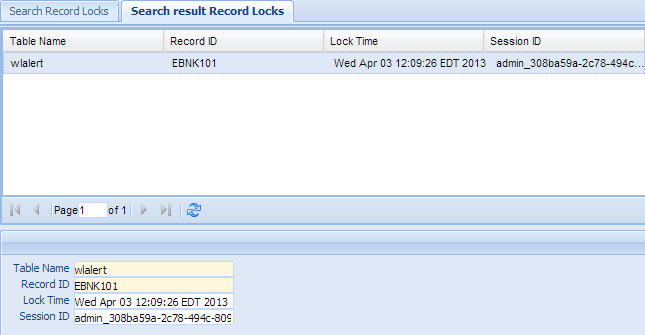 Search Record Locks Search result Record Locks
Table Name Record ID Lock Time Session ID
wlalert EBNK101 Wed Apr 03 12:09:26 EDT 2013 admin_308ba59a-2c78-494c...
Page 1 of 1
Table Name wlalert
Record ID EBNK101
Lock Time Wed Apr 03 12:09:26 EDT 2013
Session ID admin_308ba59a-2c78-494c-809